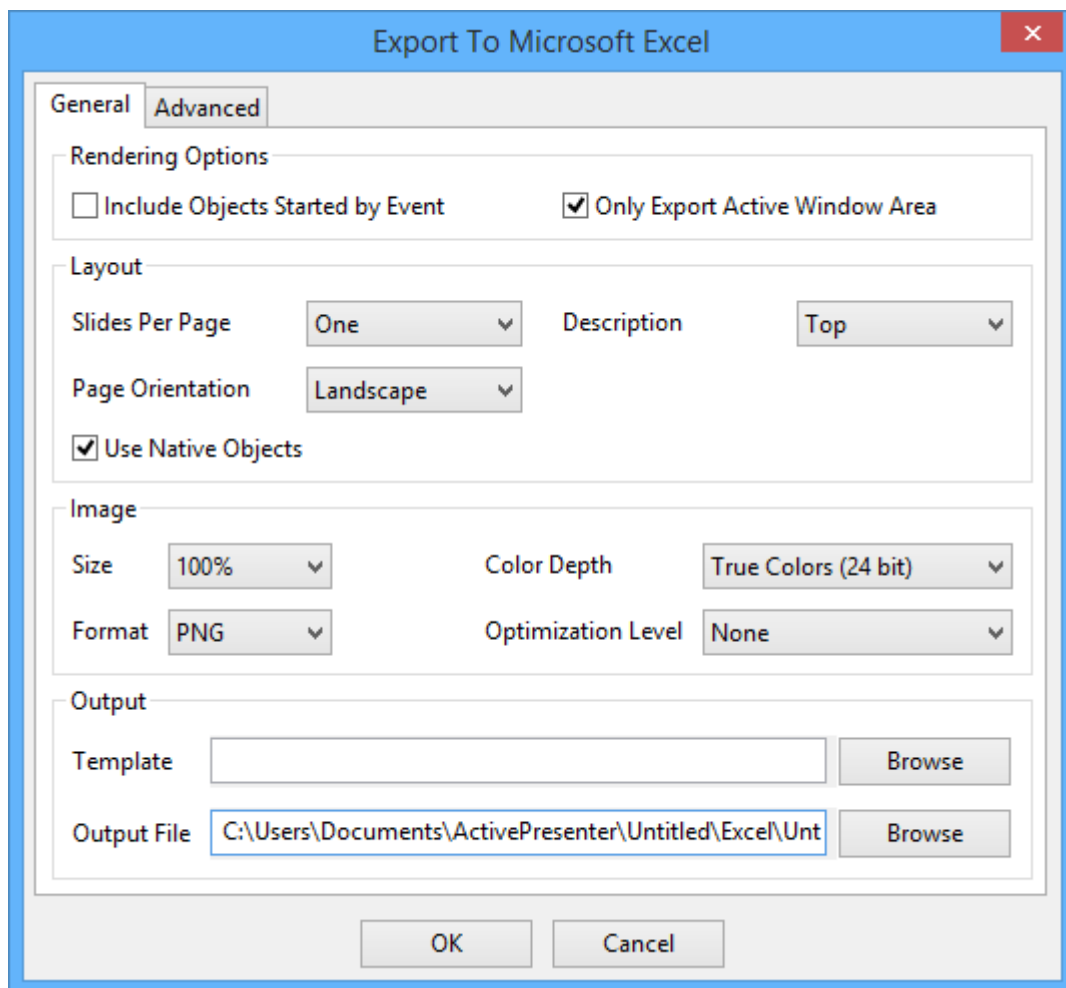 Export To Microsoft Excel
General Advanced
Rendering Options
Include Objects Started by Event Only Export Active Window Area
Layout
Slides Per Page One Description Top
Page Orientation Landscape
Use Native Objects
Image
Size 100% Color Depth True Colors (24 bit)
Format PNG Optimization Level None
Output
Template Browse
Output File C:\Users\Documents\ActivePresenter\Untitled\Excel\Unt Browse
OK Cancel